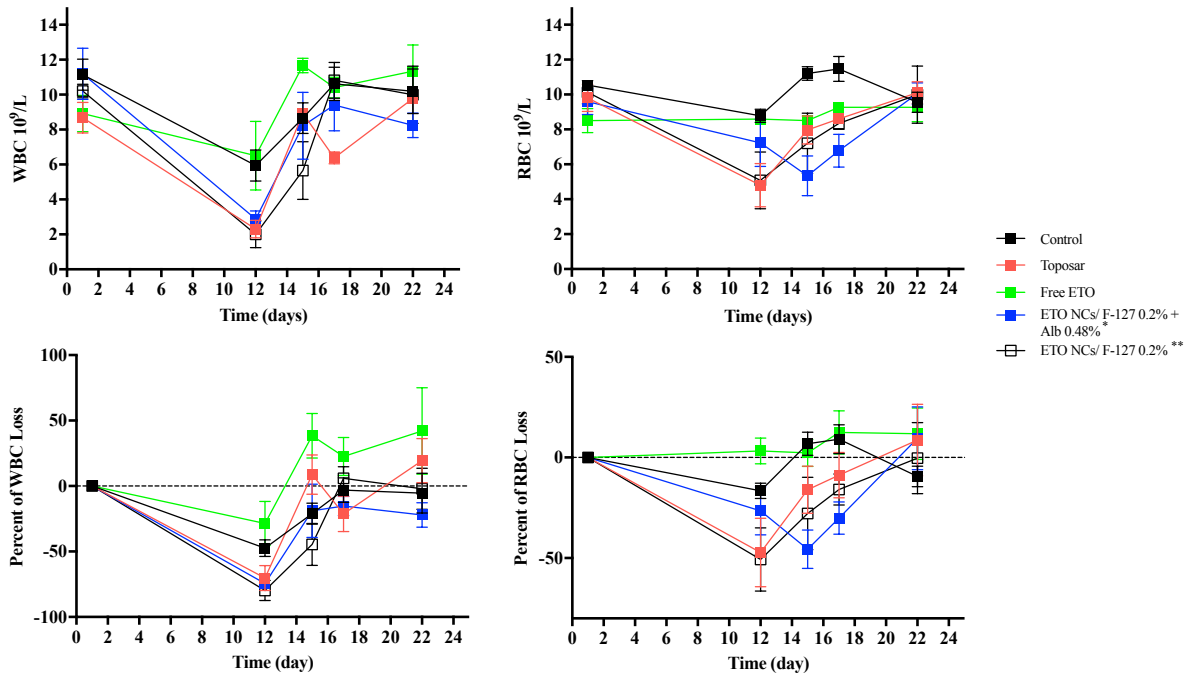 14
12
10
8
6
4
2
0
WBC 10⁹/L
0 2 4 6 8 10 12 14 16 18 20 22 24
Time (days)
14
12
10
8
6
4
2
0
RBC 10⁹/L
0 2 4 6 8 10 12 14 16 18 20 22 24
Time (days)
Control
Toposar
Free ETO
ETO NCs/ F-127 0.2% +
Alb 0.48% *
ETO NCs/ F-127 0.2% **
100
50
0
-50
-100
Percent of WBC Loss
0 2 4 6 8 10 12 14 16 18 20 22 24
Time (day)
50
0
-50
Percent of RBC Loss
0 2 4 6 8 10 12 14 16 18 20 22 24
Time (day)